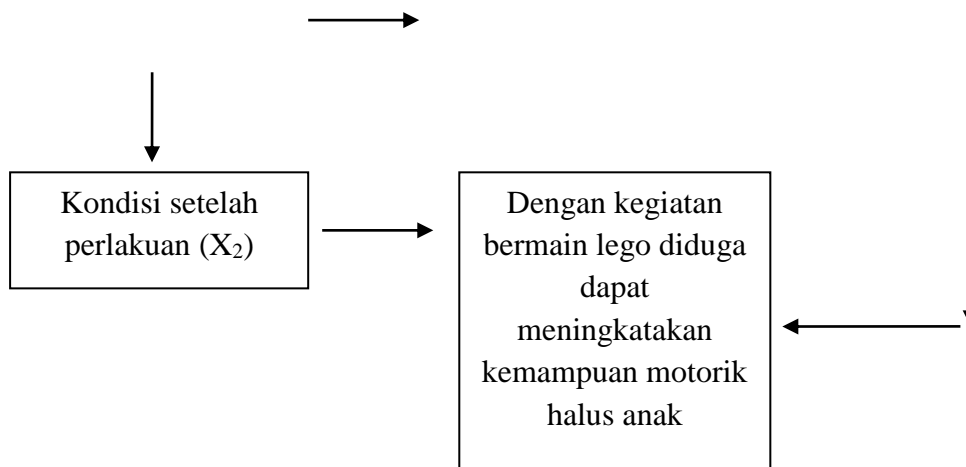 Kondisi setelah
perlakuan (X₂)
Dengan kegiatan
bermain lego diduga
dapat
meningkatakan
kemampuan motorik
halus anak